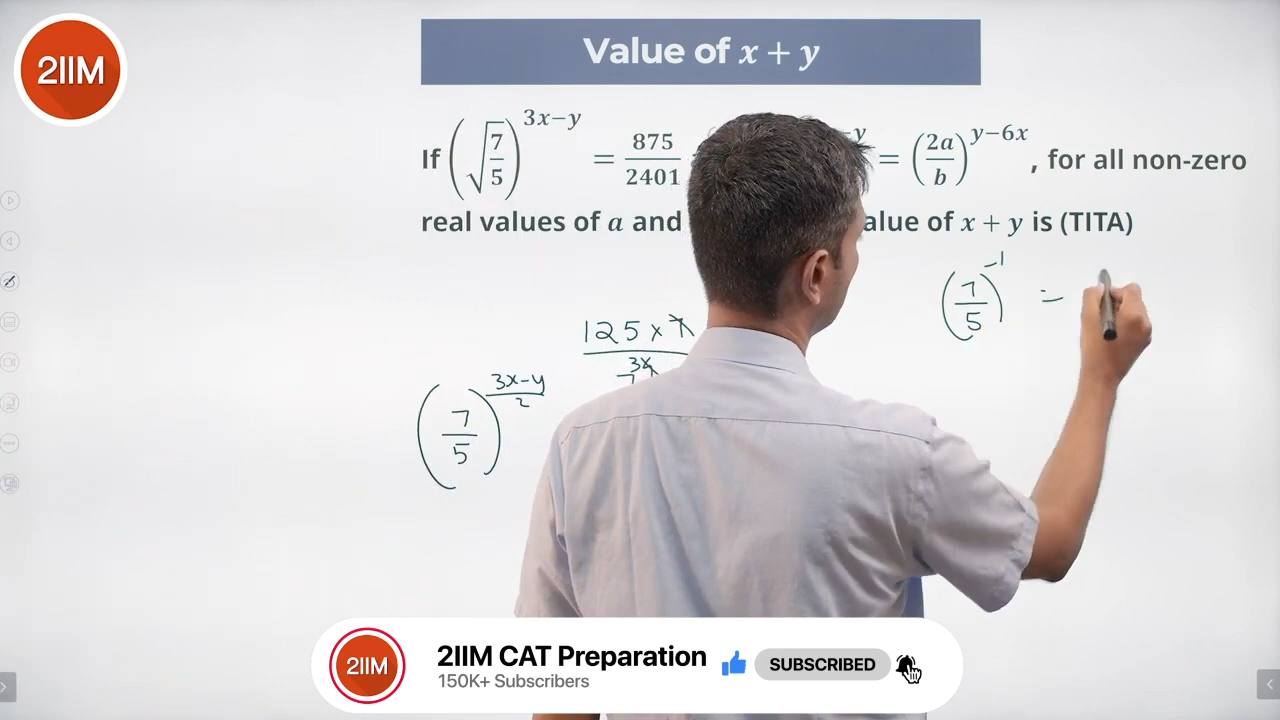 2IIM
Value of x + y
If (√(7/5))^(3x−y) = 875/2401 = (2a/b)^(y−6x), for all non-zero
real values of a and alue of x + y is (TITA)
(7/5)^(-1) =
125 x 7
(7/5)^((3x-y)/2)
2IIM
2IIM CAT Preparation
SUBSCRIBED
150K+ Subscribers